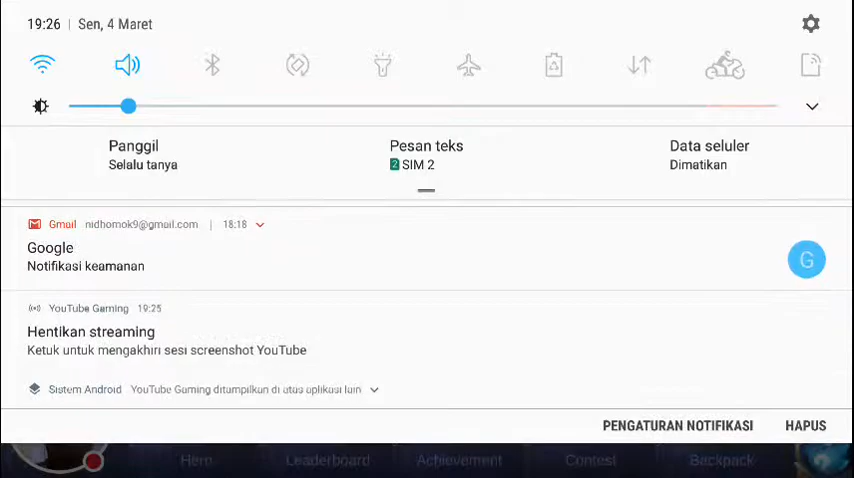 19:26 | Sen, 4 Maret
Panggil
Selalu tanya
Pesan teks
2 SIM 2
Data seluler
Dimatikan
Gmail nidhomok9@gmail.com | 18:18
Google
Notifikasi keamanan
G
YouTube Gaming 19:25
Hentikan streaming
Ketuk untuk mengakhiri sesi screenshot YouTube
Sistem Android YouTube Gaming ditampilkan di atas aplikasi lain
PENGATURAN NOTIFIKASI HAPUS
Hero Leaderboard Achievement Contest Backpack